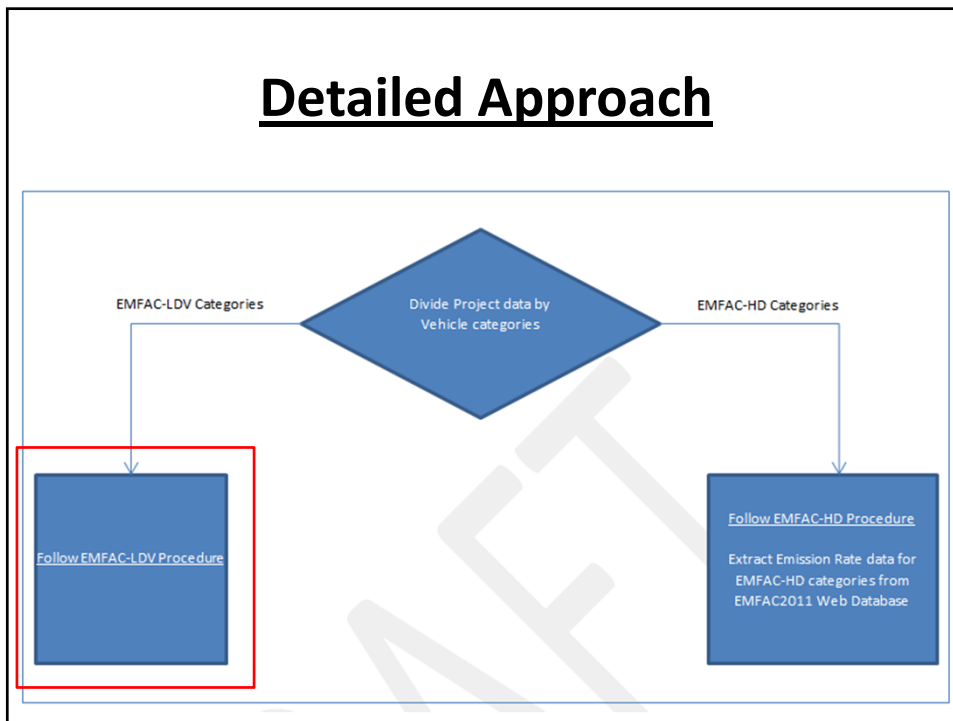 Detailed Approach
EMFAC-LDV Categories
Divide Project data by
Vehicle categories
EMFAC-HD Categories
Follow EMFAC-LDV Procedure
Follow EMFAC-HD Procedure
Extract Emission Rate data for
EMFAC-HD categories from
EMFAC2011 Web Database